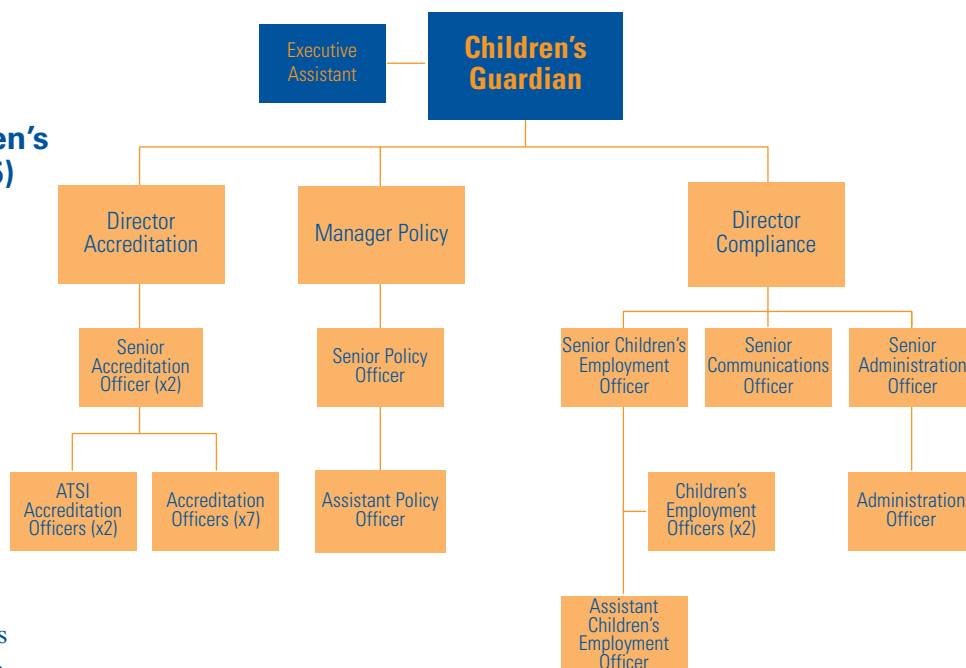 Executive
Assistant
Children's
Guardian
en's
5)
Director
Accreditation
Manager Policy
Director
Compliance
Senior
Accreditation
Officer (x2)
Senior Policy
Officer
Senior Children's
Employment
Officer
Senior
Communications
Officer
Senior
Administration
Officer
ATSI
Accreditation
Officers (x2)
Accreditation
Officers (x7)
Assistant Policy
Officer
Children's
Employment
Officers (x2)
Administration
Officer
Assistant
Children's
Employment
Officer
s